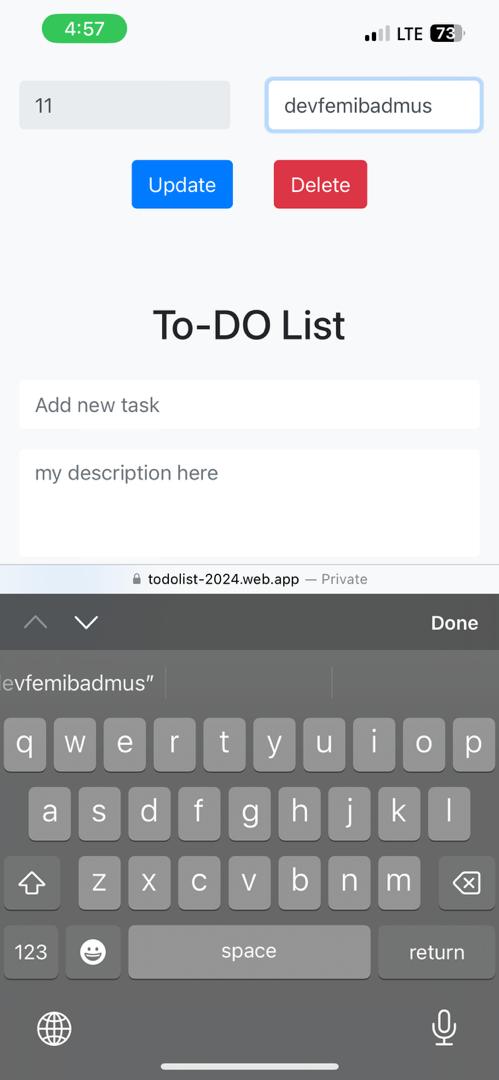 4:57 LTE 73
11 devfemibadmus
Update Delete
To-DO List
Add new task
my description here
todolist-2024.web.app — Private
Done
evfemibadmus”
q w e r t y u i o p
a s d f g h j k l
z x c v b n m
123 space return